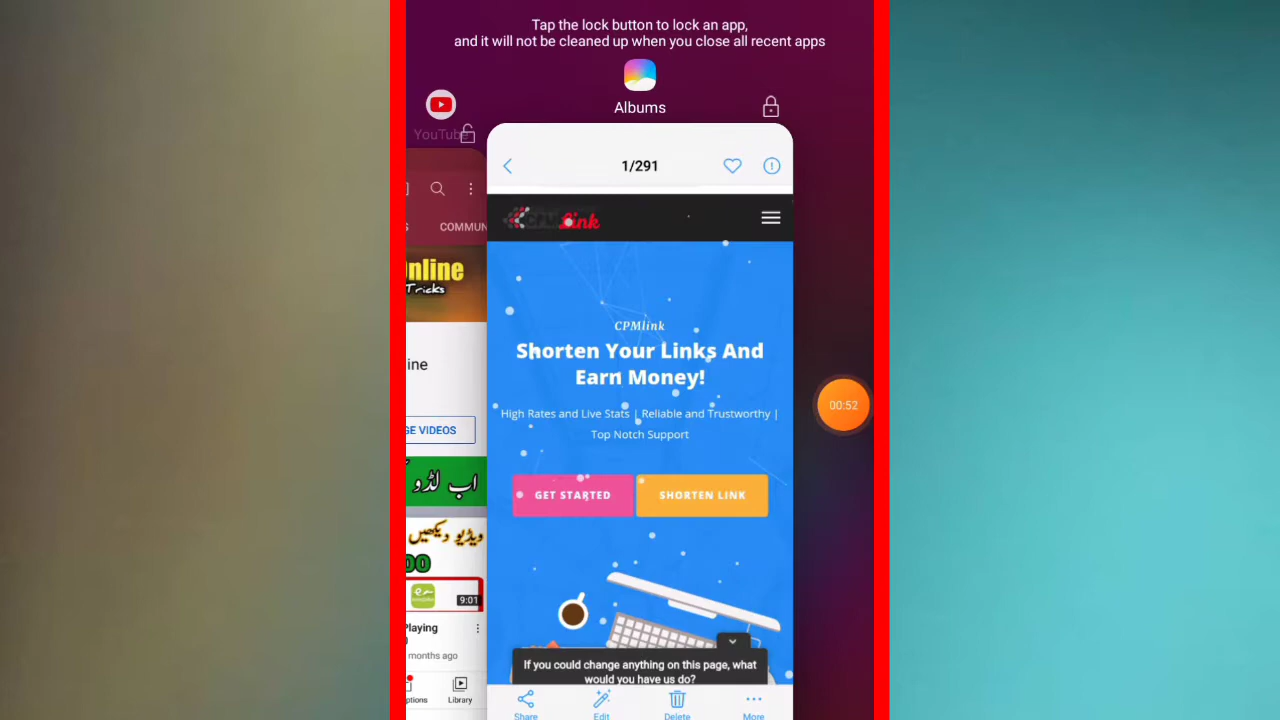 Tap the lock button to lock an app,
and it will not be cleaned up when you close all recent apps
Albums
YouTube
1/291
CPMLink
COMMUN
nline
Tricks
ine
GE VIDEOS
اب لڈو
ویڈیو دیکھیں
00
9:01
Playing
months ago
ptions
Library
CPMlink
Shorten Your Links And
Earn Money!
High Rates and Live Stats | Reliable and Trustworthy |
Top Notch Support
GET STARTED
SHORTEN LINK
If you could change anything on this page, what
would you have us do?
Share
Edit
Delete
More
00:52